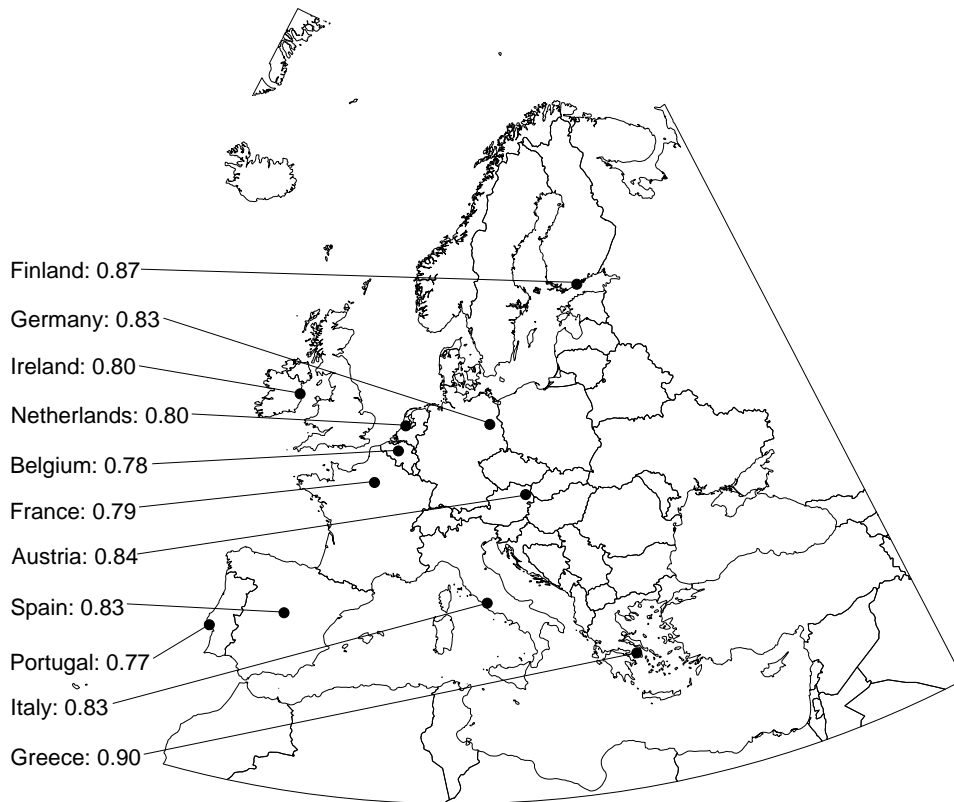 Finland: 0.87
Germany: 0.83
Ireland: 0.80
Netherlands: 0.80
Belgium: 0.78
France: 0.79
Austria: 0.84
Spain: 0.83
Portugal: 0.77
Italy: 0.83
Greece: 0.90